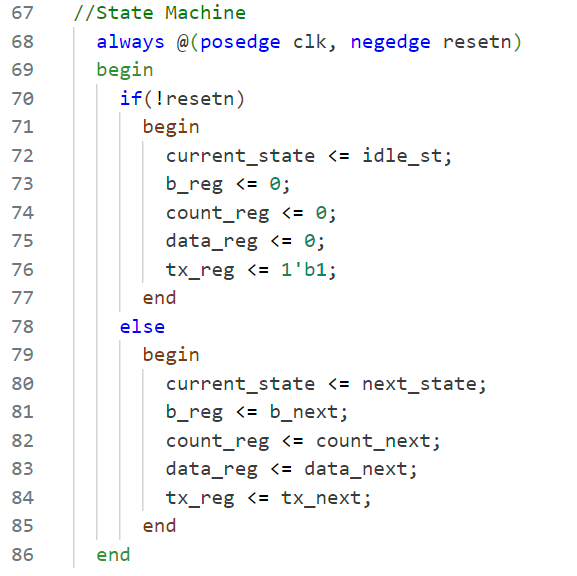 67 //State Machine
68 always @(posedge clk, negedge resetn)
69 begin
70 if(!resetn)
71 begin
72 current_state <= idle_st;
73 b_reg <= 0;
74 count_reg <= 0;
75 data_reg <= 0;
76 tx_reg <= 1'b1;
77 end
78 else
79 begin
80 current_state <= next_state;
81 b_reg <= b_next;
82 count_reg <= count_next;
83 data_reg <= data_next;
84 tx_reg <= tx_next;
85 end
86 end